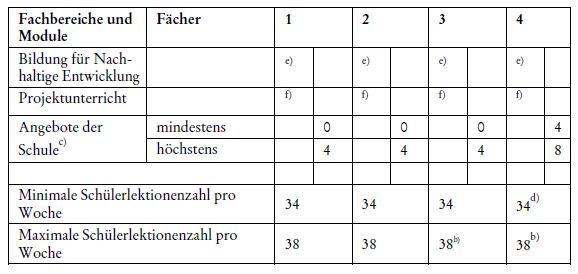 Fachbereiche und Fächer 1 2 3 4
Module
Bildung für Nach- e) e) e) e)
haltige Entwicklung
Projektunterricht f) f) f) f)
Angebote der mindestens 0 0 0 4
Schule c) höchstens 4 4 4 8
Minimale Schülerlektionenzahl pro 34 34 34 34 d)
Woche
Maximale Schülerlektionenzahl pro 38 38 38 b) 38 b)
Woche